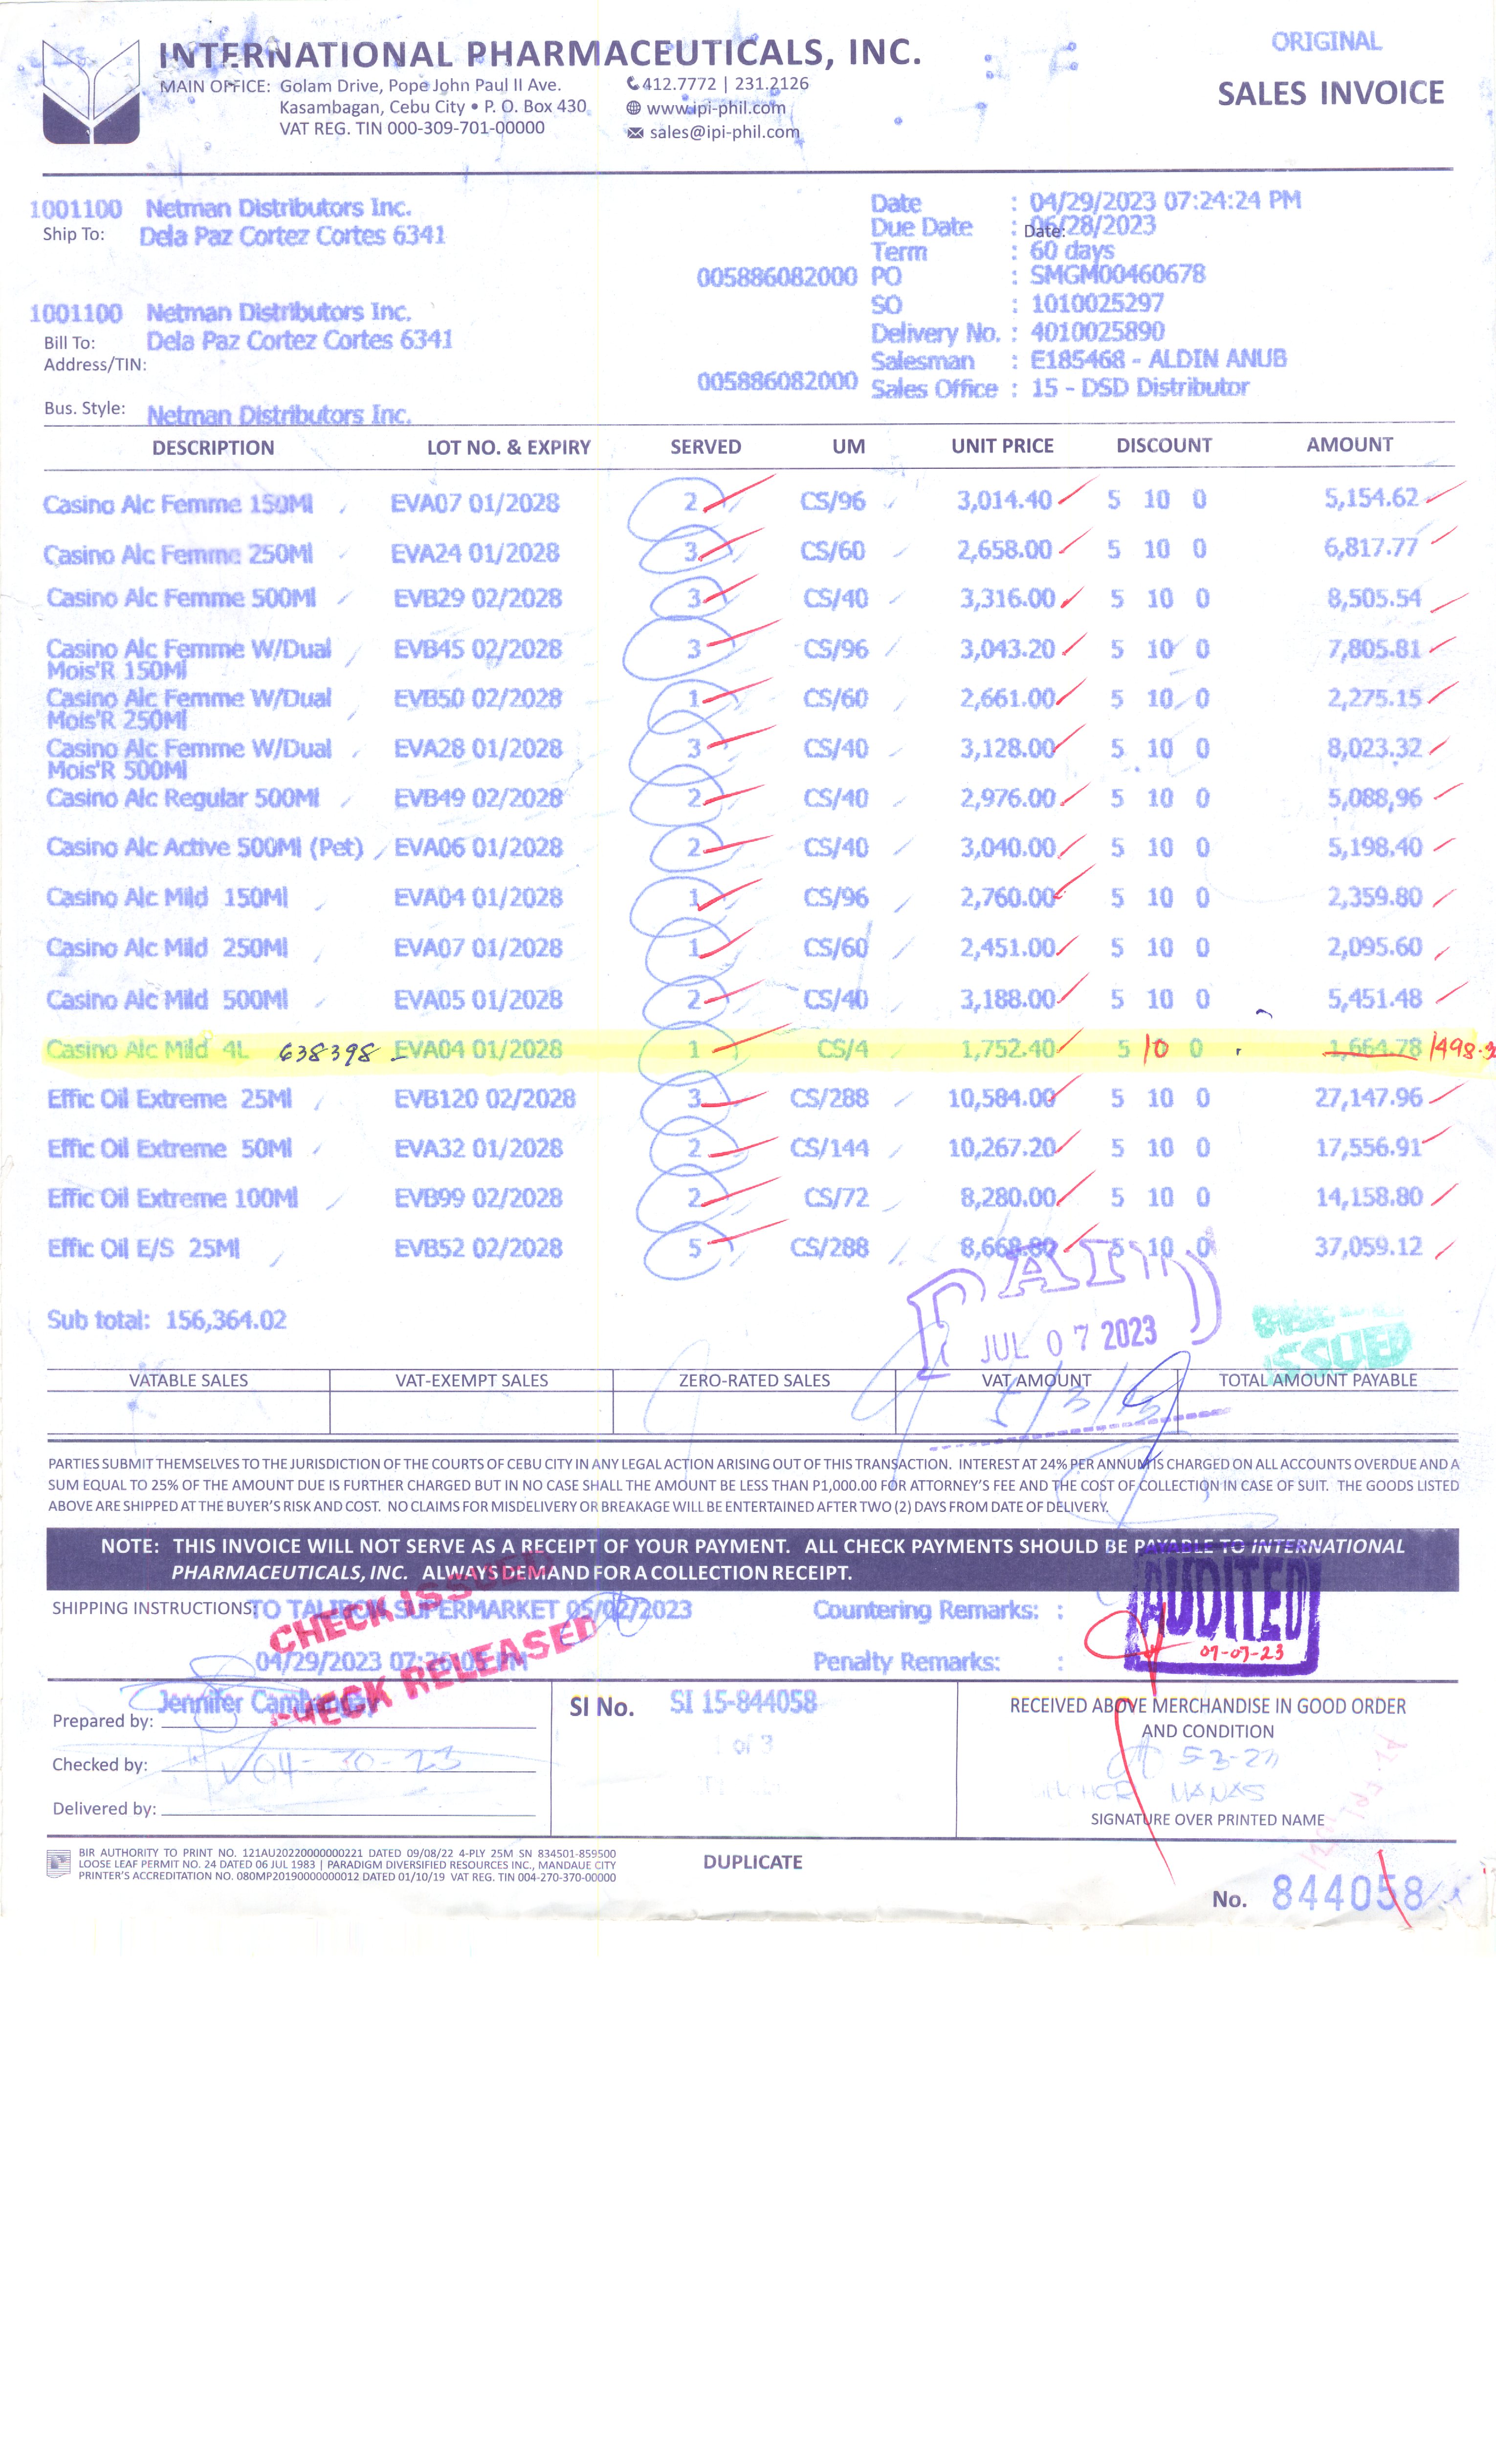 INTERNATIONAL PHARMACEUTICALS, INC.
MAIN OFFICE: Golam Drive, Pope John Paul II Ave.
Kasambagan, Cebu City • P. O. Box 430
VAT REG. TIN 000-309-701-00000
412.7772 | 231.2126
www.ipi-phil.com
sales@ipi-phil.com
ORIGINAL
SALES INVOICE
1001100 Netman Distributors Inc.
Ship To: Dela Paz Cortez Cortes 6341
005886082000
1001100 Netman Distributors Inc.
Bill To: Dela Paz Cortez Cortes 6341
Address/TIN:
005886082000
Bus. Style: Netman Distributors Inc.
Date : 04/29/2023 07:24:24 PM
Due Date : Date: 06/28/2023
Term : 60 days
PO : SMGM00460678
SO : 1010025297
Delivery No. : 4010025890
Salesman : E185468 - ALDIN ANUB
Sales Office : 15 - DSD Distributor
DESCRIPTION LOT NO. & EXPIRY SERVED UM UNIT PRICE DISCOUNT AMOUNT
Casino Alc Femme 150Ml EVA07 01/2028 2 CS/96 3,014.40 5 10 0 5,154.62
Casino Alc Femme 250Ml EVA24 01/2028 3 CS/60 2,658.00 5 10 0 6,817.77
Casino Alc Femme 500Ml EVB29 02/2028 3 CS/40 3,316.00 5 10 0 8,505.54
Casino Alc Femme W/Dual EVB45 02/2028 3 CS/96 3,043.20 5 10 0 7,805.81
Mois'R 150Ml
Casino Alc Femme W/Dual EVB50 02/2028 1 CS/60 2,661.00 5 10 0 2,275.15
Mois'R 250Ml
Casino Alc Femme W/Dual EVA28 01/2028 3 CS/40 3,128.00 5 10 0 8,023.32
Mois'R 500Ml
Casino Alc Regular 500Ml EVB49 02/2028 2 CS/40 2,976.00 5 10 0 5,088,96
Casino Alc Active 500Ml (Pet) EVA06 01/2028 2 CS/40 3,040.00 5 10 0 5,198.40
Casino Alc Mild 150Ml EVA04 01/2028 1 CS/96 2,760.00 5 10 0 2,359.80
Casino Alc Mild 250Ml EVA07 01/2028 1 CS/60 2,451.00 5 10 0 2,095.60
Casino Alc Mild 500Ml EVA05 01/2028 2 CS/40 3,188.00 5 10 0 5,451.48
Casino Alc Mild 4L 638398 EVA04 01/2028 1 CS/4 1,752.40 5 10 0 1,664.78
Effic Oil Extreme 25Ml EVB120 02/2028 3 CS/288 10,584.00 5 10 0 27,147.96
Effic Oil Extreme 50Ml EVA32 01/2028 2 CS/144 10,267.20 5 10 0 17,556.91
Effic Oil Extreme 100Ml EVB99 02/2028 2 CS/72 8,280.00 5 10 0 14,158.80
Effic Oil E/S 25Ml EVB52 02/2028 5 CS/288 8,668.80 5 10 0 37,059.12
PAID
JUL 07 2023
Sub total: 156,364.02
ISSUED
VATABLE SALES VAT-EXEMPT SALES ZERO-RATED SALES VAT AMOUNT TOTAL AMOUNT PAYABLE
PARTIES SUBMIT THEMSELVES TO THE JURISDICTION OF THE COURTS OF CEBU CITY IN ANY LEGAL ACTION ARISING OUT OF THIS TRANSACTION. INTEREST AT 24% PER ANNUM IS CHARGED ON ALL ACCOUNTS OVERDUE AND A
SUM EQUAL TO 25% OF THE AMOUNT DUE IS FURTHER CHARGED BUT IN NO CASE SHALL THE AMOUNT BE LESS THAN P1,000.00 FOR ATTORNEY'S FEE AND THE COST OF COLLECTION IN CASE OF SUIT. THE GOODS LISTED
ABOVE ARE SHIPPED AT THE BUYER'S RISK AND COST. NO CLAIMS FOR MISDELIVERY OR BREAKAGE WILL BE ENTERTAINED AFTER TWO (2) DAYS FROM DATE OF DELIVERY.
NOTE: THIS INVOICE WILL NOT SERVE AS A RECEIPT OF YOUR PAYMENT. ALL CHECK PAYMENTS SHOULD BE PAYABLE TO INTERNATIONAL
PHARMACEUTICALS, INC. ALWAYS DEMAND FOR A COLLECTION RECEIPT.
SHIPPING INSTRUCTIONS: TO TALIBON SUPERMARKET 05/02/2023
04/29/2023
CHECK ISSUED
CHECK RELEASED
Countering Remarks: :
Penalty Remarks: :
AUDITED
07-07-23
Prepared by: Jennifer
Checked by: 04-30-23
Delivered by:
SI No. SI 15-844058
1 of 3
RECEIVED ABOVE MERCHANDISE IN GOOD ORDER
AND CONDITION
MANAS
SIGNATURE OVER PRINTED NAME
BIR AUTHORITY TO PRINT NO. 121AU20220000000221 DATED 09/08/22 4-PLY 25M SN 834501-859500
LOOSE LEAF PERMIT NO. 24 DATED 06 JUL 1983 | PARADIGM DIVERSIFIED RESOURCES INC., MANDAUE CITY
PRINTER'S ACCREDITATION NO. 080MP20190000000012 DATED 01/10/19 VAT REG. TIN 004-270-370-00000
DUPLICATE
No. 844058